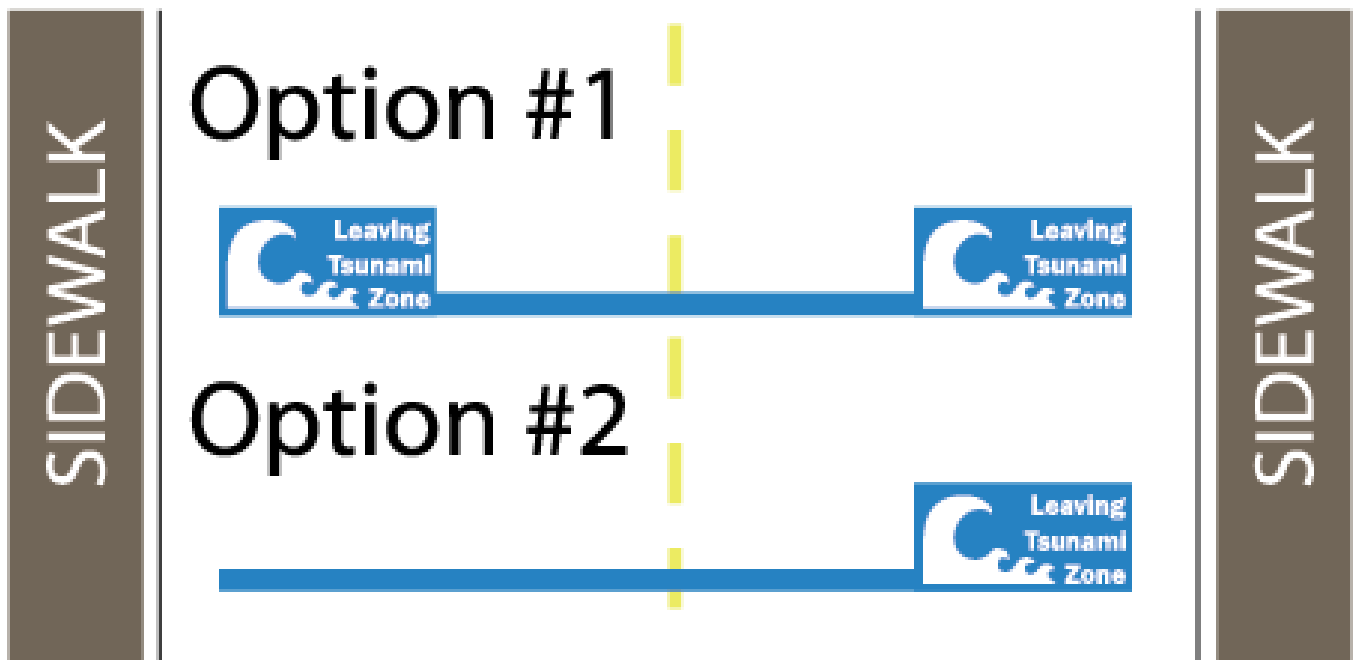 SIDEWALK
Option #1
Leaving
Tsunami
Zone
Leaving
Tsunami
Zone
Option #2
Leaving
Tsunami
Zone
SIDEWALK